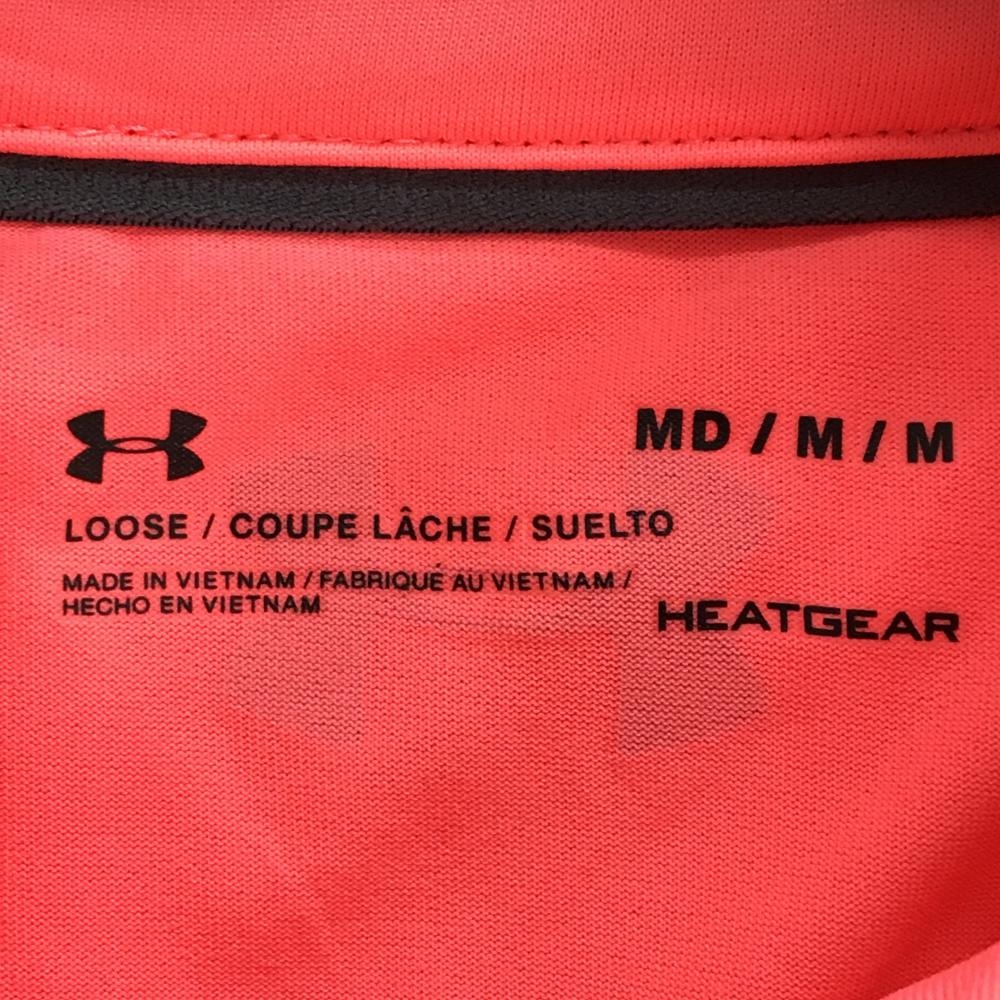 MD / M / M
LOOSE / COUPE LÂCHE / SUELTO
MADE IN VIETNAM / FABRIQUÉ AU VIETNAM /
HECHO EN VIETNAM
HEATGEAR